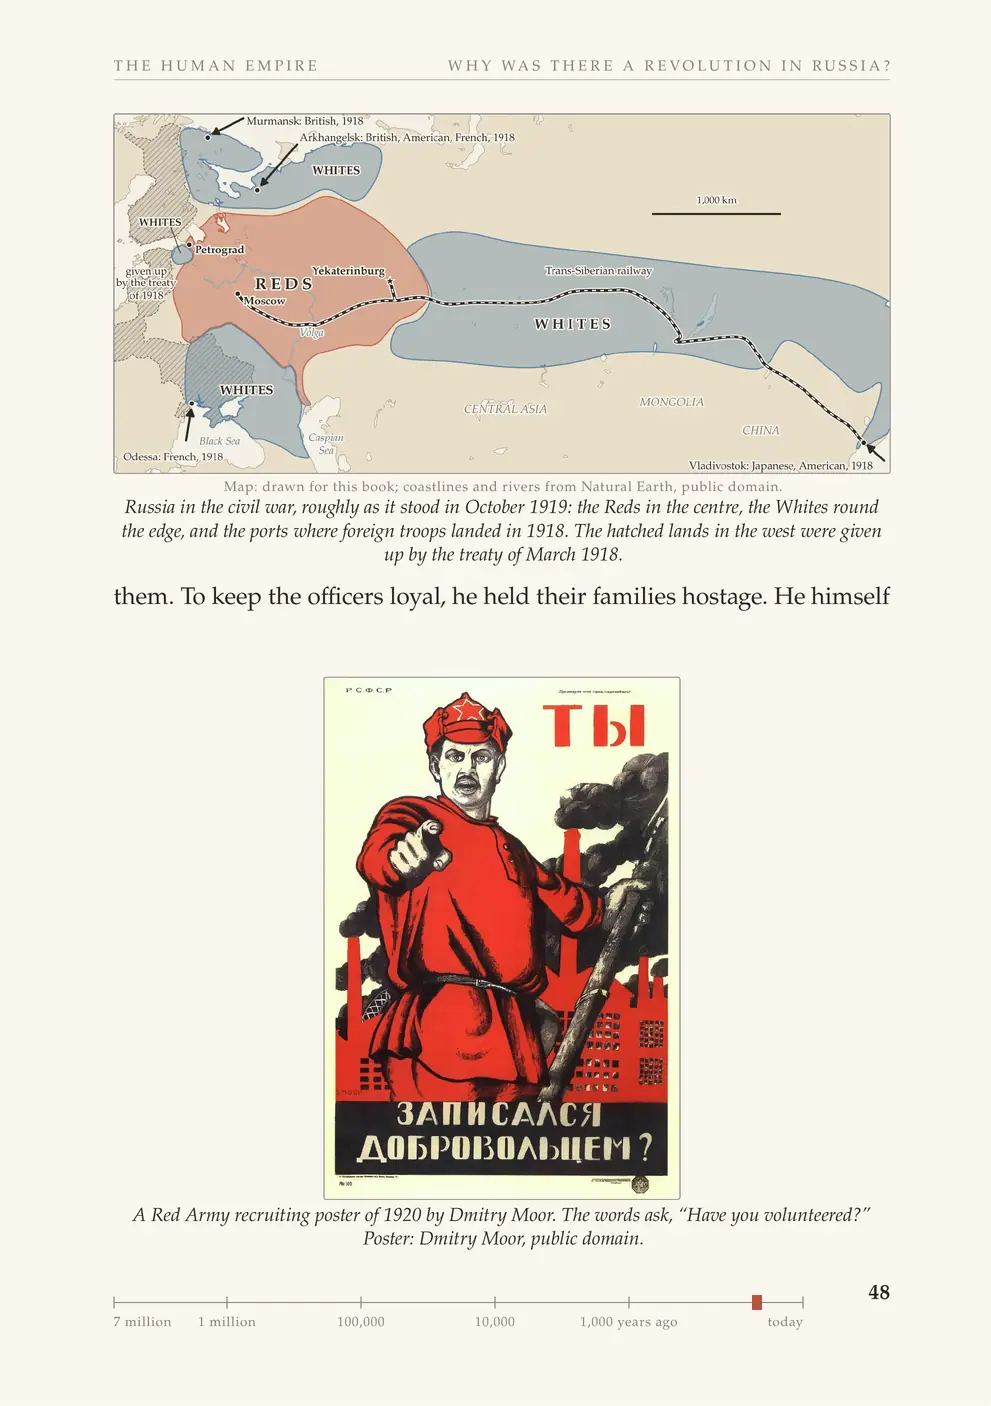 THE HUMAN EMPIRE
WHY WAS THERE A REVOLUTION IN RUSSIA?
Murmansk: British, 1918
Arkhangelsk: British, American, French, 1918
WHITES
1,000 km
WHITES
Petrograd
given up
by the treaty
of 1918
Yekaterinburg
REDS
Moscow
Trans-Siberian railway
WHITES
Volga
WHITES
CENTRAL ASIA
MONGOLIA
CHINA
Black Sea
Caspian
Sea
Odessa: French, 1918
Vladivostok: Japanese, American, 1918
Map: drawn for this book; coastlines and rivers from Natural Earth, public domain.
Russia in the civil war, roughly as it stood in October 1919: the Reds in the centre, the Whites round
the edge, and the ports where foreign troops landed in 1918. The hatched lands in the west were given
up by the treaty of March 1918.
them. To keep the officers loyal, he held their families hostage. He himself
Р.С.Ф.С.Р
ТЫ
ЗАПИСАЛСЯ
ДОБРОВОЛЬЦЕМ?
A Red Army recruiting poster of 1920 by Dmitry Moor. The words ask, “Have you volunteered?”
Poster: Dmitry Moor, public domain.
48
7 million
1 million
100,000
10,000
1,000 years ago
today